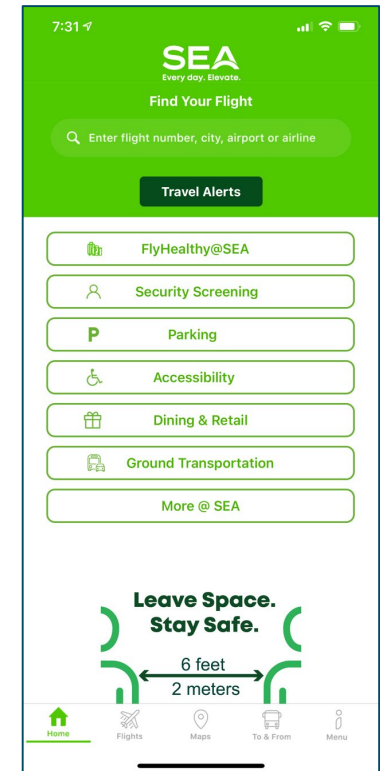 7:31
SEA
Every day. Elevate.
Find Your Flight
Enter flight number, city, airport or airline
Travel Alerts
FlyHealthy@SEA
Security Screening
P Parking
Accessibility
Dining & Retail
Ground Transportation
More @ SEA
Leave Space.
Stay Safe.
6 feet
2 meters
Home Flights Maps To & From Menu